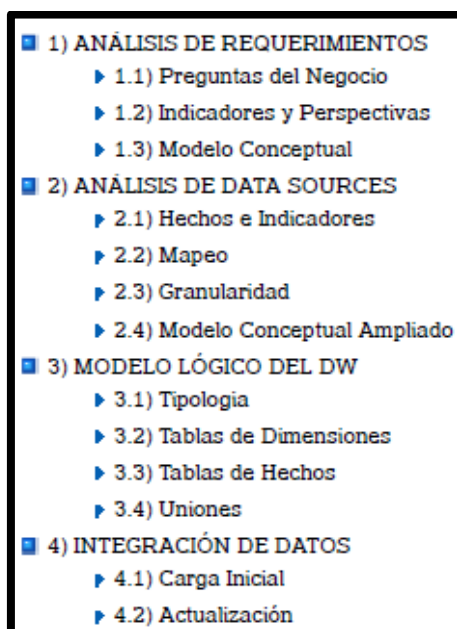 1) ANÁLISIS DE REQUERIMIENTOS
1.1) Preguntas del Negocio
1.2) Indicadores y Perspectivas
1.3) Modelo Conceptual
2) ANÁLISIS DE DATA SOURCES
2.1) Hechos e Indicadores
2.2) Mapeo
2.3) Granularidad
2.4) Modelo Conceptual Ampliado
3) MODELO LÓGICO DEL DW
3.1) Tipologia
3.2) Tablas de Dimensiones
3.3) Tablas de Hechos
3.4) Uniones
4) INTEGRACIÓN DE DATOS
4.1) Carga Inicial
4.2) Actualización